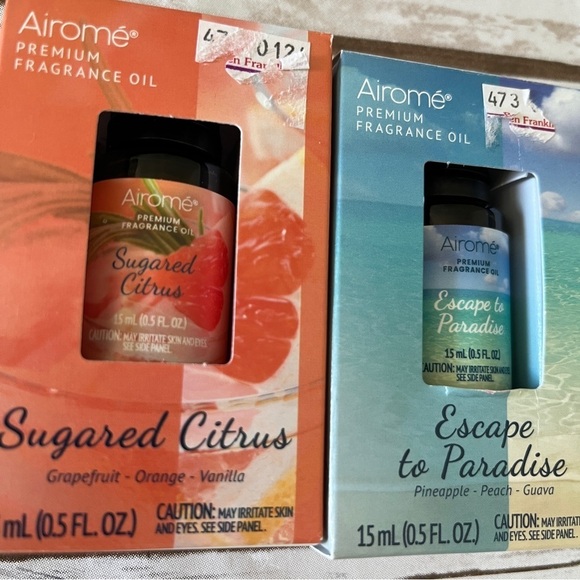 Airomé®
PREMIUM
FRAGRANCE OIL
Airomé®
PREMIUM
FRAGRANCE OIL
Sugared
Citrus
15 mL (0.5 FL. OZ.)
CAUTION: MAY IRRITATE SKIN AND EYES.
SEE SIDE PANEL.
Sugared Citrus
Grapefruit - Orange - Vanilla
mL (0.5 FL. OZ.)
CAUTION: MAY IRRITATE SKIN
AND EYES. SEE SIDE PANEL.
Airomé®
PREMIUM
FRAGRANCE OIL
473
Airomé®
PREMIUM
FRAGRANCE OIL
Escape to
Paradise
15 mL (0.5 FL. OZ.)
CAUTION: MAY IRRITATE SKIN AND
SEE SIDE PANEL.
Escape
to Paradise
Pineapple - Peach - Guava
15 mL (0.5 FL. OZ.)
CAUTION: MAY
AND EYES. SEE SIDE